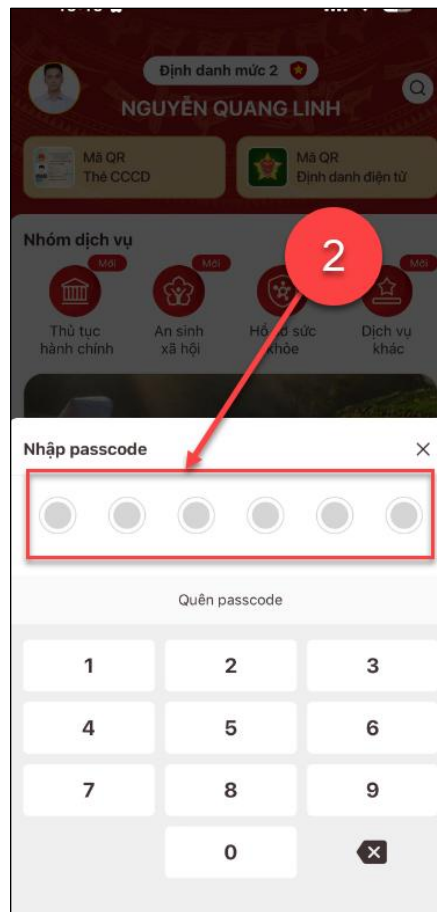 Định danh mức 2
NGUYỄN QUANG LINH
Mã QR
Thẻ CCCD
Mã QR
Định danh điện tử
Nhóm dịch vụ
Mới
Mới
Mới
2
Thủ tục
hành chính
An sinh
xã hội
sức
khỏe
Dịch vụ
khác
Nhập passcode
Quên passcode
1
2
3
4
5
6
7
8
9
0